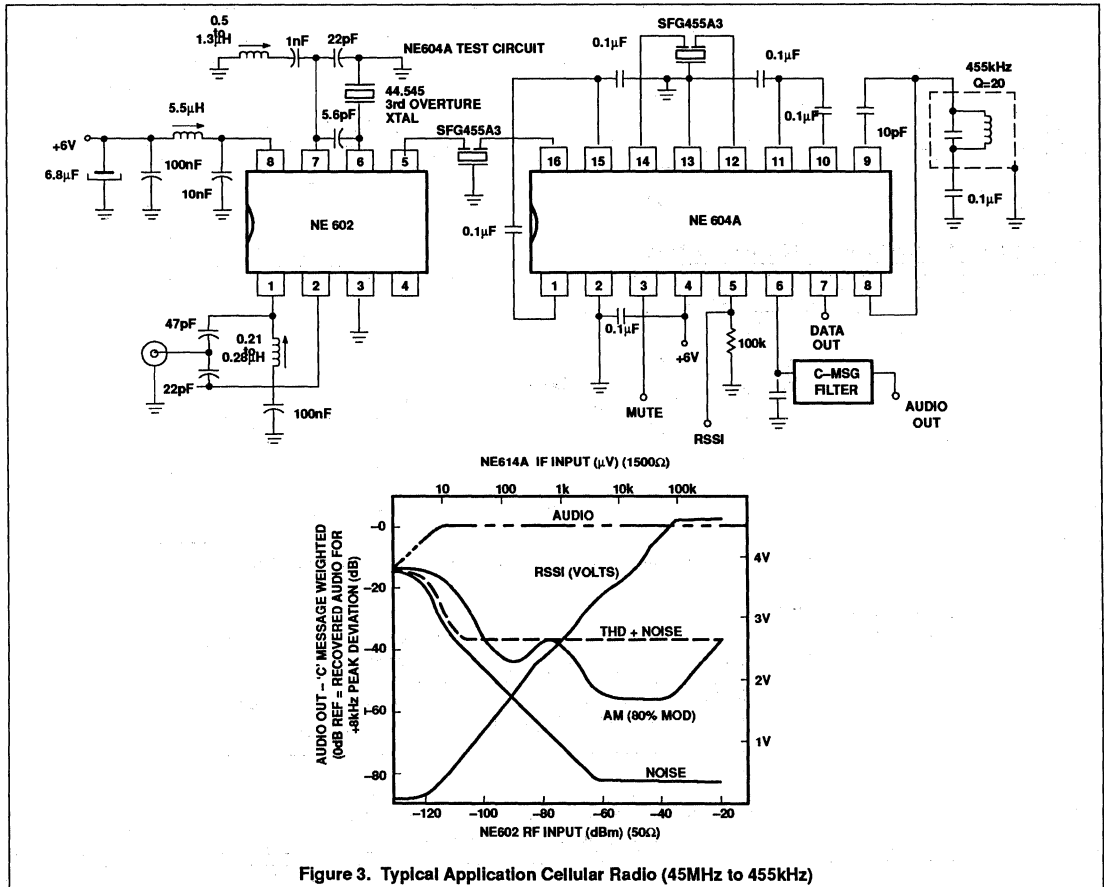 0.5
to
1.3µH
1nF
22pF
NE604A TEST CIRCUIT
44.545
3rd OVERTURE
XTAL
5.5µH
5.6pF
+6V
6.8µF
100nF
10nF
8
7
6
5
NE 602
1
2
3
4
47pF
0.21
to
0.28µH
22pF
100nF
SFG455A3
SFG455A3
0.1µF
0.1µF
0.1µF
455kHz
Q=20
10pF
0.1µF
16
15
14
13
12
11
10
9
0.1µF
NE 604A
1
2
3
4
5
6
7
8
0.1µF
+6V
100k
MUTE
RSSI
DATA
OUT
C–MSG
FILTER
AUDIO
OUT
NE614A IF INPUT (µV) (1500Ω)
10
100
1k
10k
100k
AUDIO
RSSI (VOLTS)
THD + NOISE
AM (80% MOD)
NOISE
AUDIO OUT – 'C' MESSAGE WEIGHTED
(0dB REF = RECOVERED AUDIO FOR
+8kHz PEAK DEVIATION (dB)
–0
–20
–40
–60
–80
4V
3V
2V
1V
–120
–100
–80
–60
–40
–20
NE602 RF INPUT (dBm) (50Ω)
Figure 3. Typical Application Cellular Radio (45MHz to 455kHz)